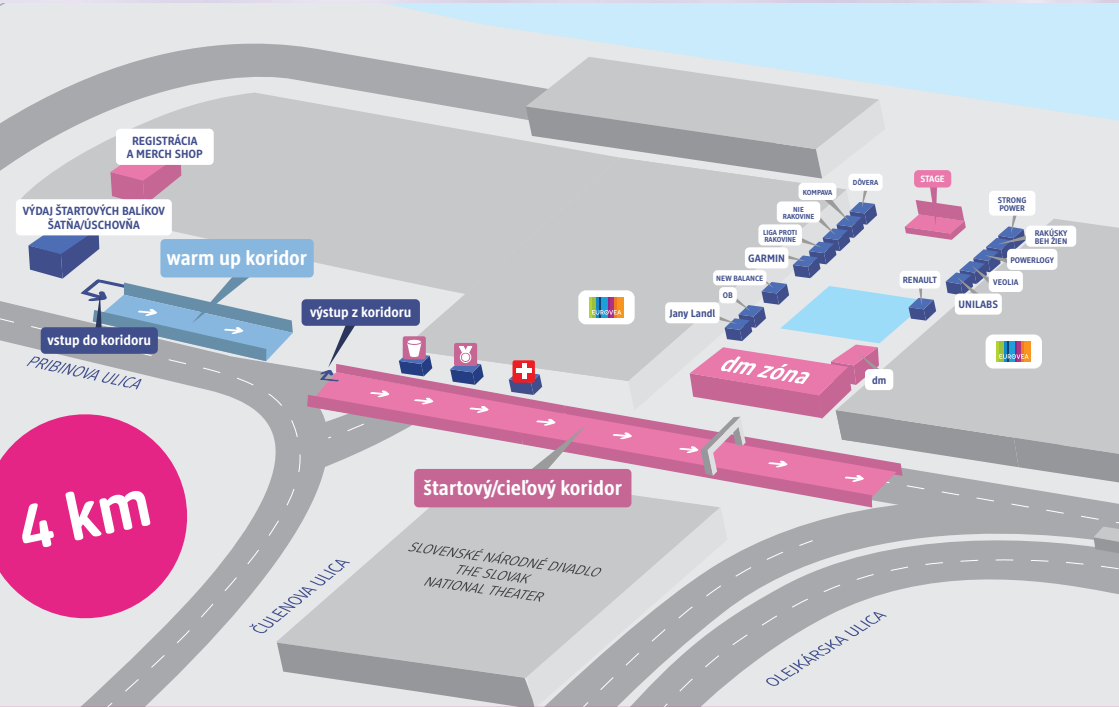 REGISTRÁCIA
A MERCH SHOP
VÝDAJ ŠTARTOVÝCH BALÍKOV
ŠATŇA/ÚSCHOVŇA
warm up koridor
vstup do koridoru
výstup z koridoru
PRIBINOVA ULICA
4 km
štartový/cieľový koridor
SLOVENSKÉ NÁRODNÉ DIVADLO
THE SLOVAK
NATIONAL THEATER
ČULENOVA ULICA
OLEJKÁRSKA ULICA
EUROVEA
DÔVERA
KOMPAVA
NIE
RAKOVINE
LIGA PROTI
RAKOVINE
GARMIN
NEW BALANCE
OB
Jany Landl
dm zóna
dm
STAGE
STRONG
POWER
RAKÚSKY
BEH ŽIEN
POWERLOGY
VEOLIA
UNILABS
RENAULT
EUROVEA